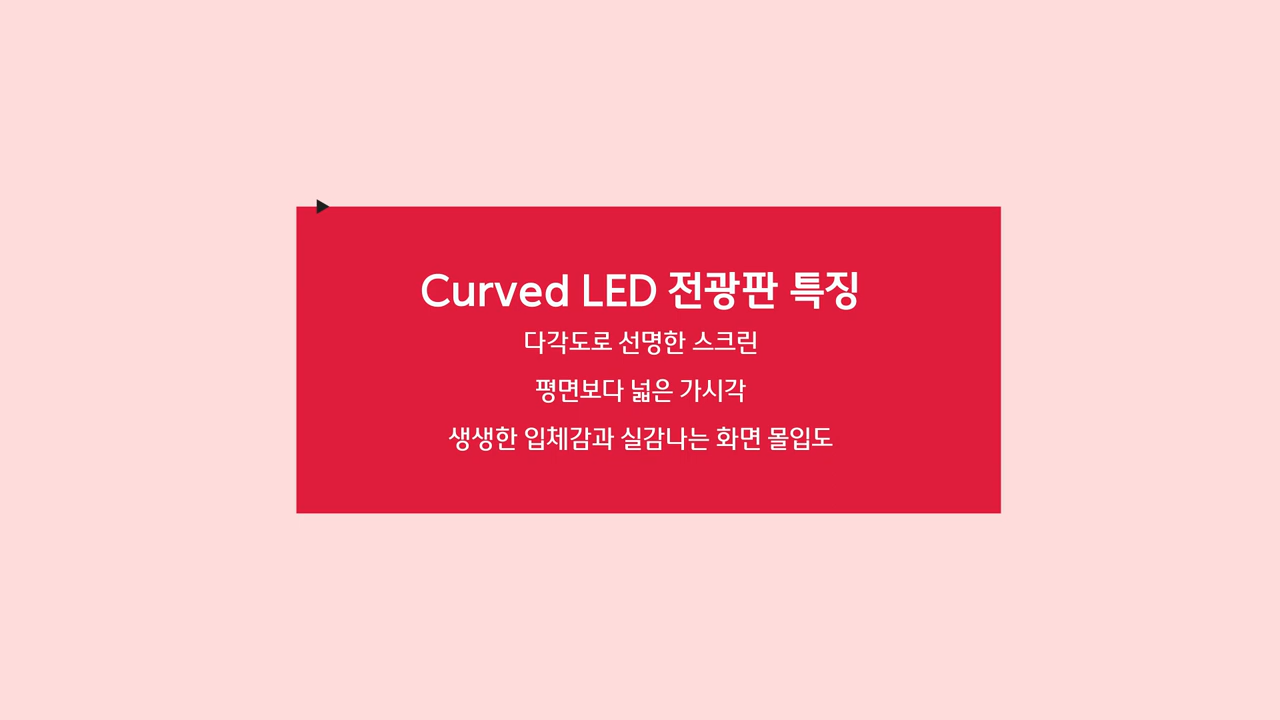 Curved LED 전광판 특징
다각도로 선명한 스크린
평면보다 넓은 가시각
생생한 입체감과 실감나는 화면 몰입도